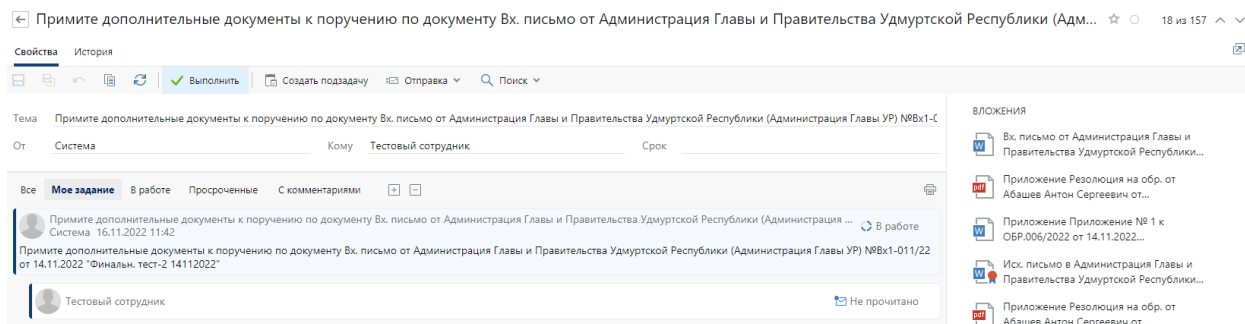 Примите дополнительные документы к поручению по документу Вх. письмо от Администрация Главы и Правительства Удмуртской Республики (Адм... 18 из 157
Свойства История
Выполнить Создать подзадачу Отправка Поиск
Тема Примите дополнительные документы к поручению по документу Вх. письмо от Администрация Главы и Правительства Удмуртской Республики (Администрация Главы УР) №Вх1-0
От Система Кому Тестовый сотрудник Срок
Все Мое задание В работе Просроченные С комментариями
Примите дополнительные документы к поручению по документу Вх. письмо от Администрация Главы и Правительства Удмуртской Республики (Администрация ...
Система 16.11.2022 11:42
В работе
Примите дополнительные документы к поручению по документу Вх. письмо от Администрация Главы и Правительства Удмуртской Республики (Администрация Главы УР) №Вх1-011/22
от 14.11.2022 "Финальн. тест-2 14112022"
Тестовый сотрудник Не прочитано
ВЛОЖЕНИЯ
Вх. письмо от Администрация Главы и
Правительства Удмуртской Республики...
Приложение Резолюция на обр. от
Абашев Антон Сергеевич от...
Приложение Приложение № 1 к
ОБР.006/2022 от 14.11.2022...
Исх. письмо в Администрация Главы и
Правительства Удмуртской Республики...
Приложение Резолюция на обр. от
Абашев Антон Сергеевич от...